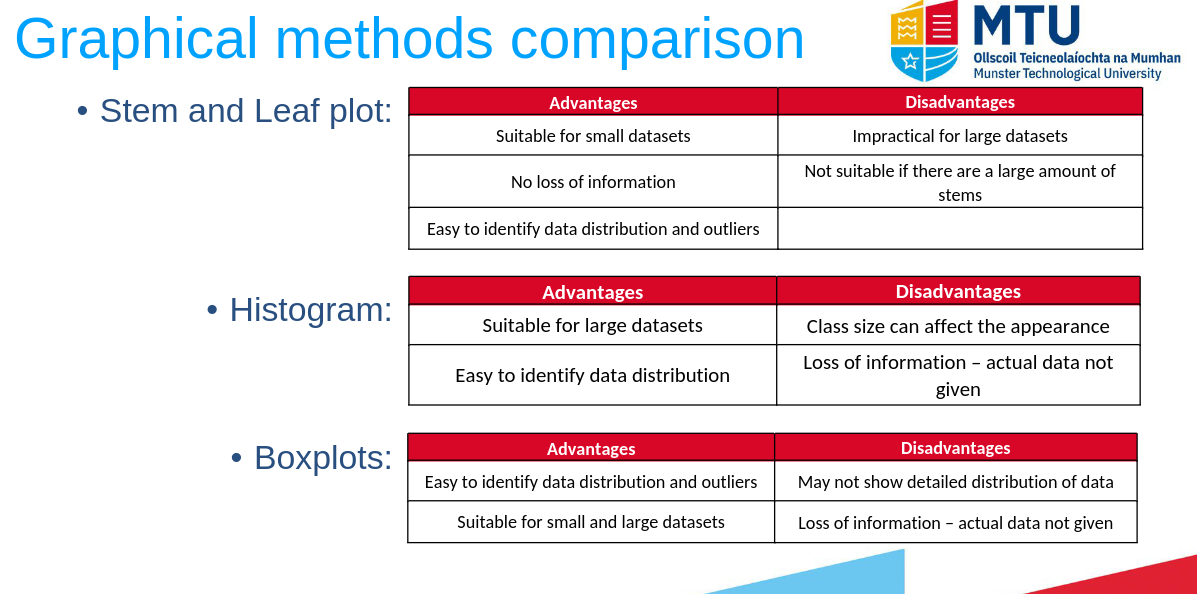 Graphical methods comparison
MTU
Ollscoil Teicneolaíochta na Mumhan
Munster Technological University
• Stem and Leaf plot:
Advantages Disadvantages
Suitable for small datasets Impractical for large datasets
No loss of information Not suitable if there are a large amount of
stems
Easy to identify data distribution and outliers
• Histogram:
Advantages Disadvantages
Suitable for large datasets Class size can affect the appearance
Easy to identify data distribution Loss of information – actual data not
given
• Boxplots:
Advantages Disadvantages
Easy to identify data distribution and outliers May not show detailed distribution of data
Suitable for small and large datasets Loss of information – actual data not given